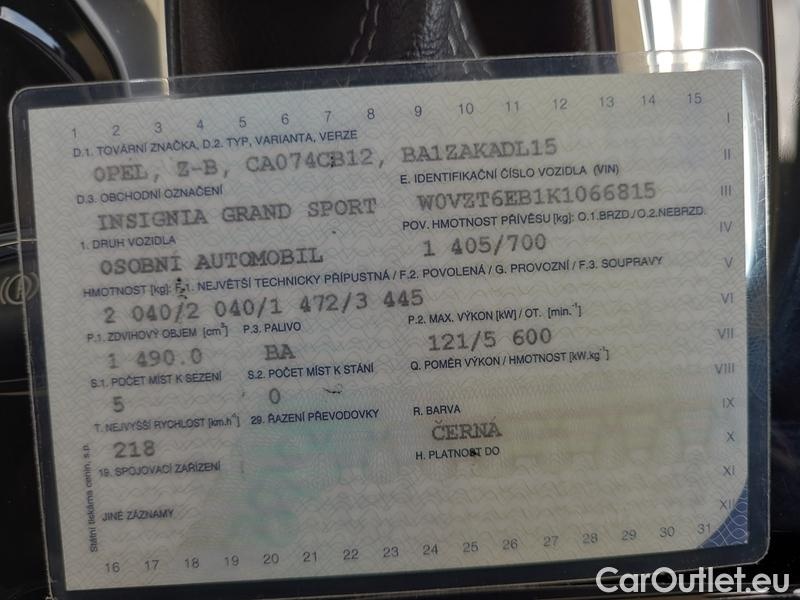 1 2 3 4 5 6 7 8 9 10 11 12 13 14 15
D.1. TOVÁRNÍ ZNAČKA, D.2. TYP, VARIANTA, VERZE
I
OPEL, Z-B, CA074CB12, BA1ZAKADL15
II
D.3. OBCHODNÍ OZNAČENÍ
E. IDENTIFIKAČNÍ ČÍSLO VOZIDLA (VIN)
INSIGNIA GRAND SPORT
W0VZT6EB1K1066815
III
1. DRUH VOZIDLA
POV. HMOTNOST PŘÍVĚSU [kg]: O.1.BRZD./O.2.NEBRZD.
IV
OSOBNÍ AUTOMOBIL
1 405/700
HMOTNOST [kg]: F.1. NEJVĚTŠÍ TECHNICKY PŘÍPUSTNÁ / F.2. POVOLENÁ / G. PROVOZNÍ / F.3. SOUPRAVY
V
2 040/2 040/1 472/3 445
VI
P.1. ZDVIHOVÝ OBJEM [cm³]
P.3. PALIVO
P.2. MAX. VÝKON [kW] / OT. [min.⁻¹]
1 490.0
BA
121/5 600
VII
S.1. POČET MÍST K SEZENÍ
S.2. POČET MÍST K STÁNÍ
Q. POMĚR VÝKON / HMOTNOST [kW.kg⁻¹]
VIII
5
0
T. NEJVYŠŠÍ RYCHLOST [km.h⁻¹]
29. ŘAZENÍ PŘEVODOVKY
R. BARVA
IX
218
ČERNÁ
X
19. SPOJOVACÍ ZAŘÍZENÍ
H. PLATNOST DO
XI
JINÉ ZÁZNAMY
XII
Státní tiskárna cenin, s.p.
16 17 18 19 20 21 22 23 24 25 26 27 28 29 30 31
CarOutlet.eu